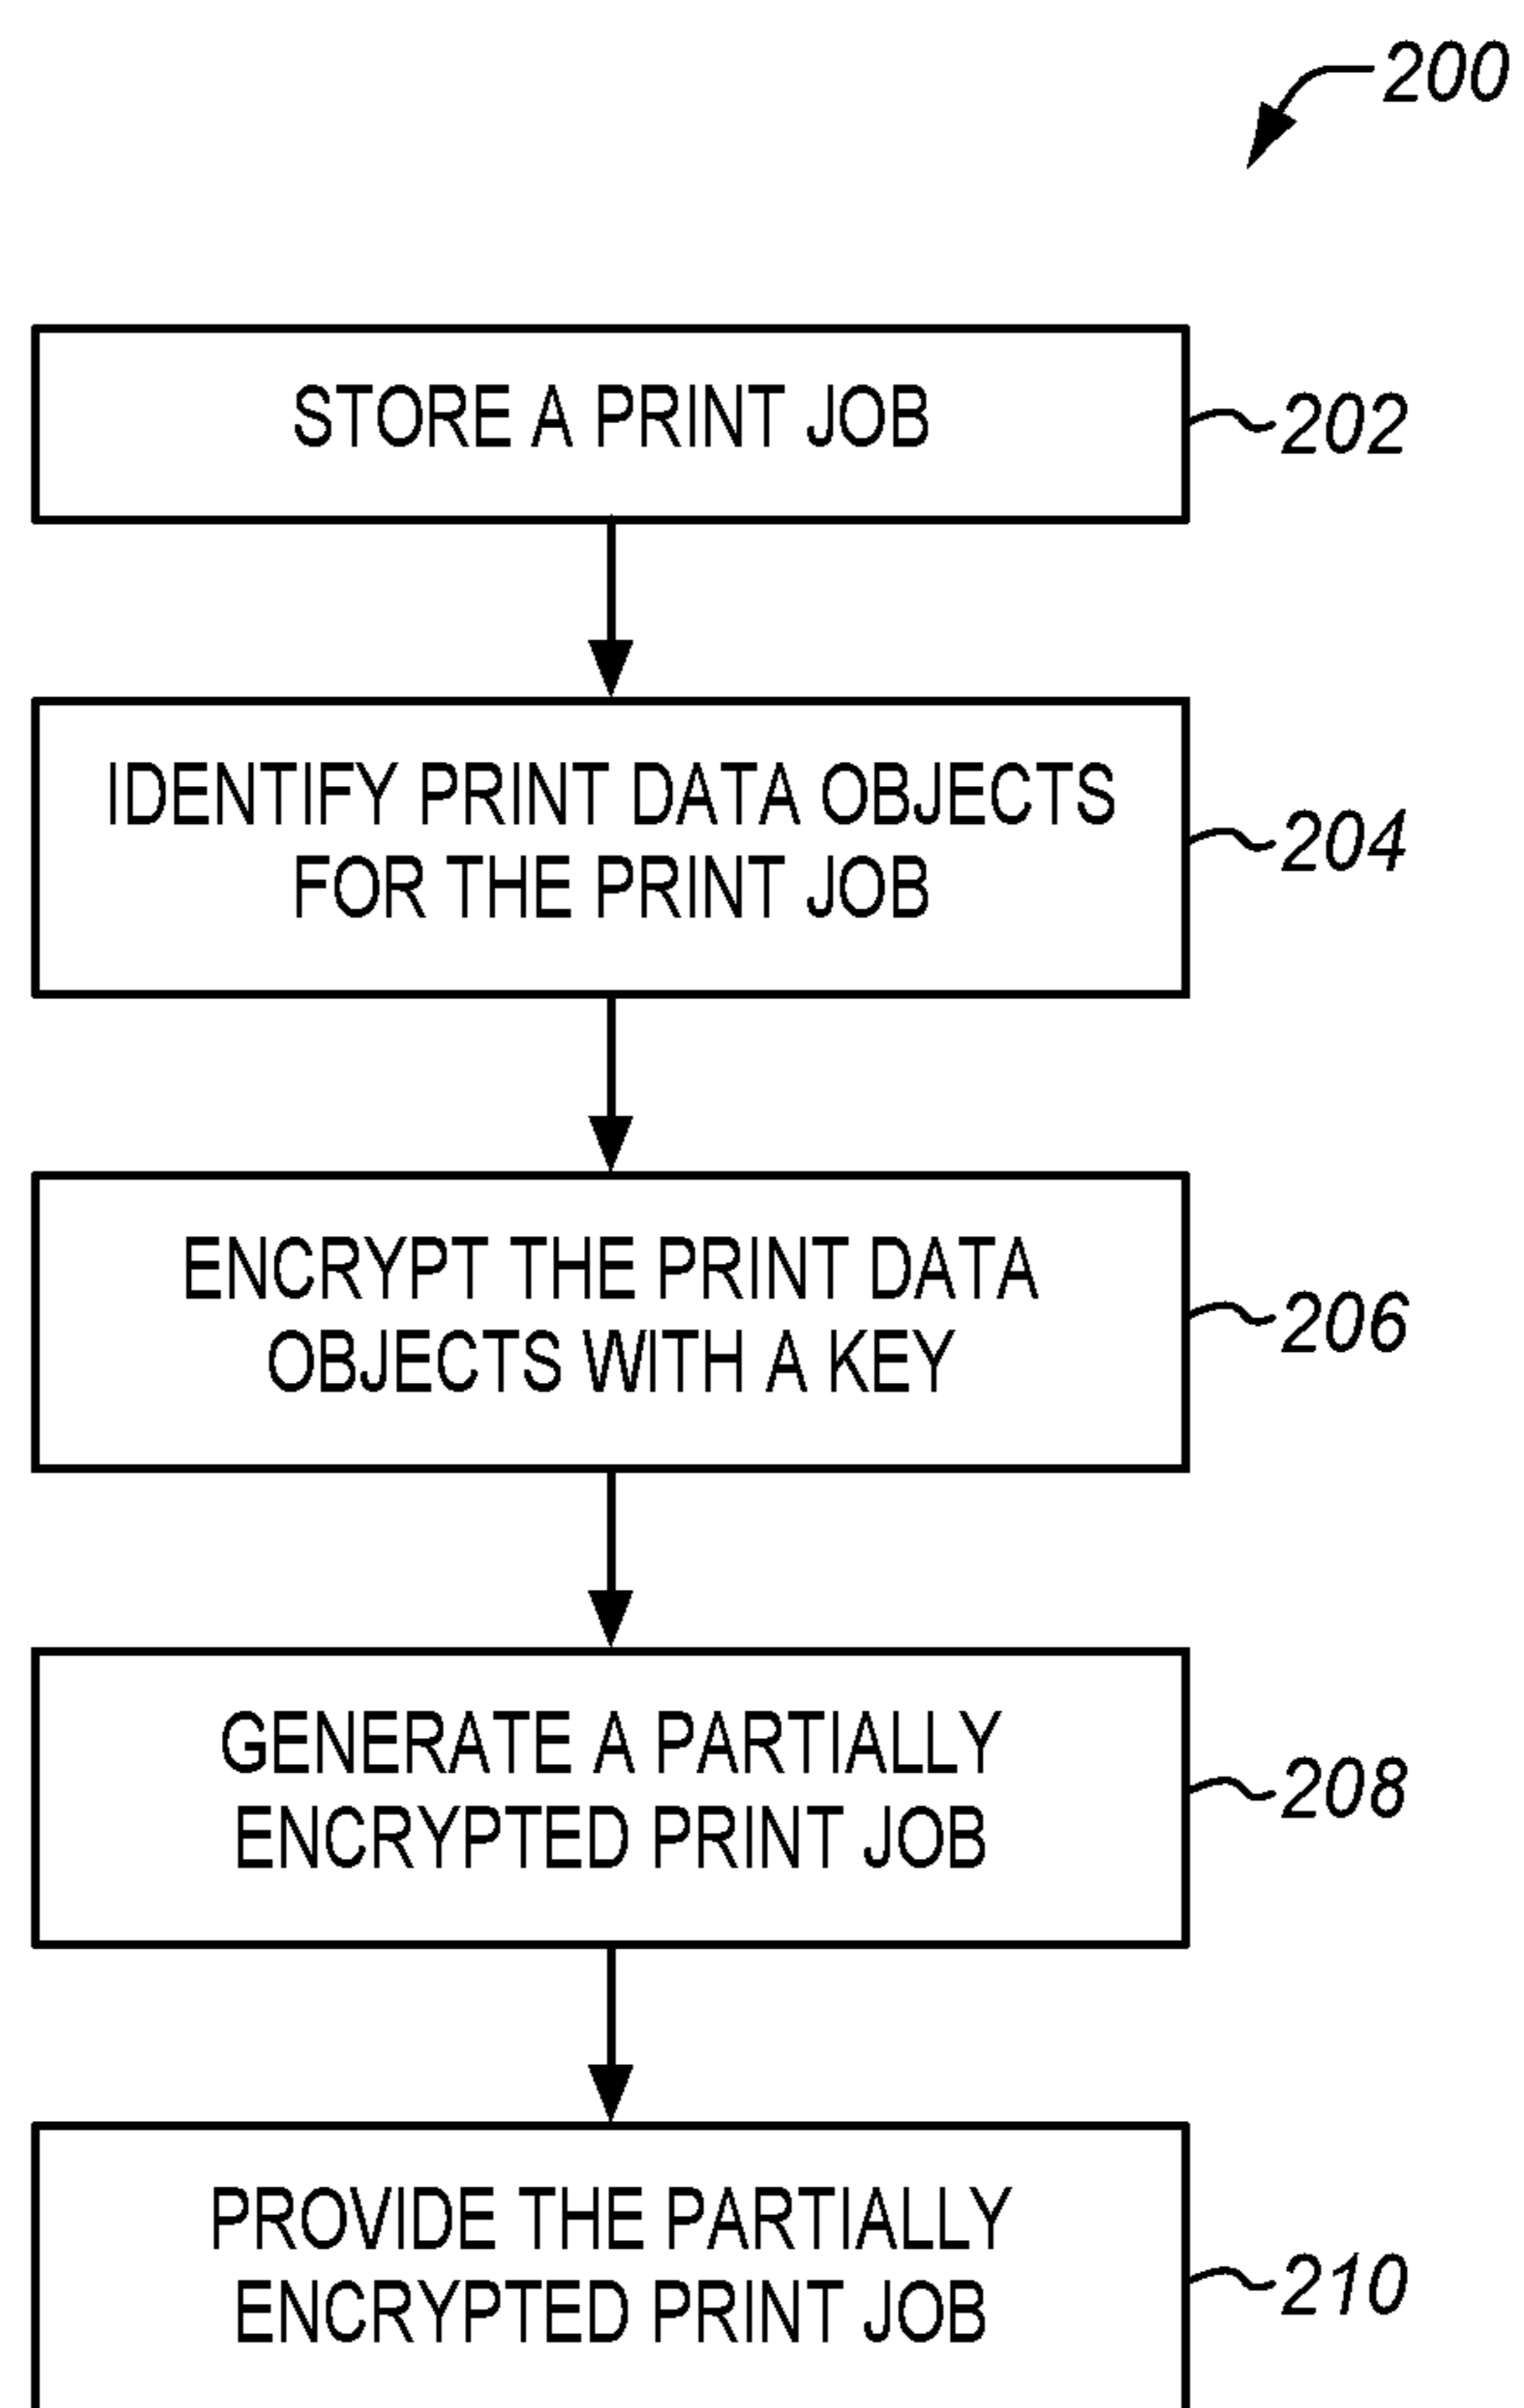 200
STORE A PRINT JOB
202
IDENTIFY PRINT DATA OBJECTS
FOR THE PRINT JOB
204
ENCRYPT THE PRINT DATA
OBJECTS WITH A KEY
206
GENERATE A PARTIALLY
ENCRYPTED PRINT JOB
208
PROVIDE THE PARTIALLY
ENCRYPTED PRINT JOB
210